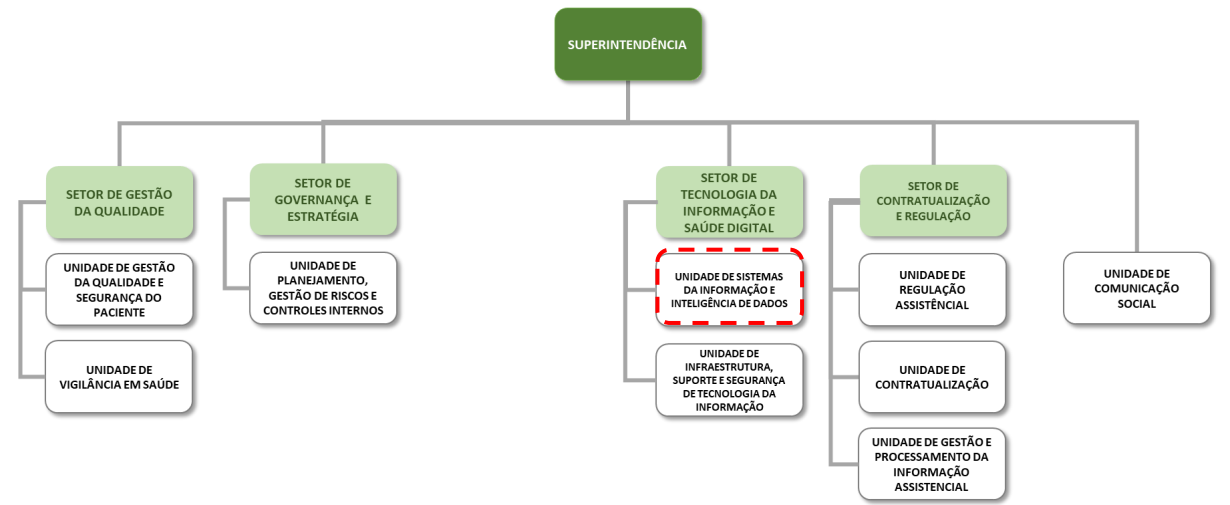 SUPERINTENDÊNCIA
SETOR DE GESTÃO
DA QUALIDADE
UNIDADE DE GESTÃO
DA QUALIDADE E
SEGURANÇA DO
PACIENTE
UNIDADE DE
VIGILÂNCIA EM SAÚDE
SETOR DE
GOVERNANÇA E
ESTRATÉGIA
UNIDADE DE
PLANEJAMENTO,
GESTÃO DE RISCOS E
CONTROLES INTERNOS
SETOR DE
TECNOLOGIA DA
INFORMAÇÃO E
SAÚDE DIGITAL
UNIDADE DE SISTEMAS
DA INFORMAÇÃO E
INTELIGÊNCIA DE DADOS
UNIDADE DE
INFRAESTRUTURA,
SUPORTE E SEGURANÇA
DE TECNOLOGIA DA
INFORMAÇÃO
SETOR DE
CONTRATUALIZAÇÃO
E REGULAÇÃO
UNIDADE DE
REGULAÇÃO
ASSISTÊNCIAL
UNIDADE DE
CONTRATUALIZAÇÃO
UNIDADE DE GESTÃO E
PROCESSAMENTO DA
INFORMAÇÃO
ASSISTENCIAL
UNIDADE DE
COMUNICAÇÃO
SOCIAL